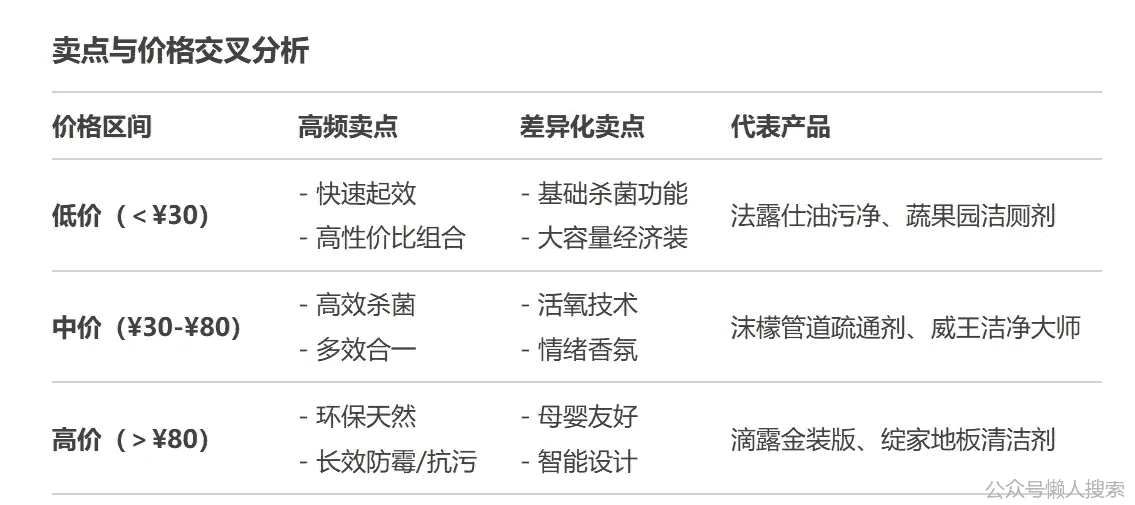 卖点与价格交叉分析
价格区间 高频卖点 差异化卖点 代表产品
低价（＜¥30） - 快速起效 - 基础杀菌功能 法露仕油污净、蔬果园洁厕剂
- 高性价比组合 - 大容量经济装
中价（¥30-¥80） - 高效杀菌 - 活氧技术 沫檬管道疏通剂、威王洁净大师
- 多效合一 - 情绪香氛
高价（＞¥80） - 环保天然 - 母婴友好 滴露金装版、绽家地板清洁剂
- 长效防霉/抗污 - 智能设计
公众号懒人搜索